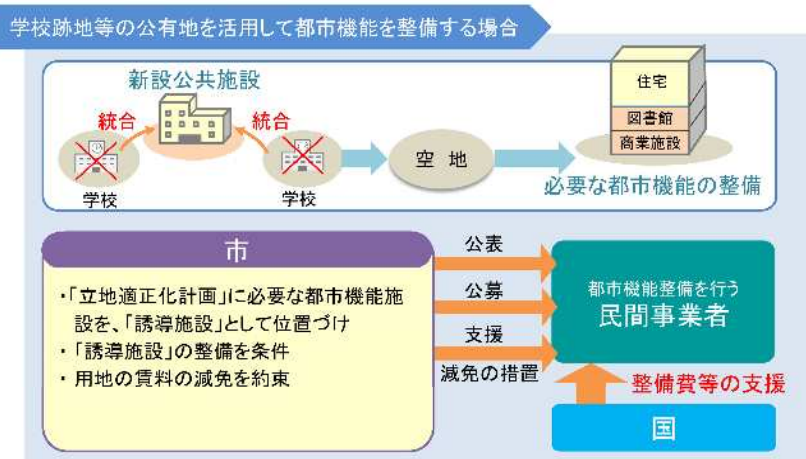 学校跡地等の公有地を活用して都市機能を整備する場合
新設公共施設
統合
統合
学校
学校
空 地
住宅
図書館
商業施設
必要な都市機能の整備
市
・「立地適正化計画」に必要な都市機能施
設を、「誘導施設」として位置づけ
・「誘導施設」の整備を条件
・用地の賃料の減免を約束
公表
公募
支援
減免の措置
都市機能整備を行う
民間事業者
整備費等の支援
国